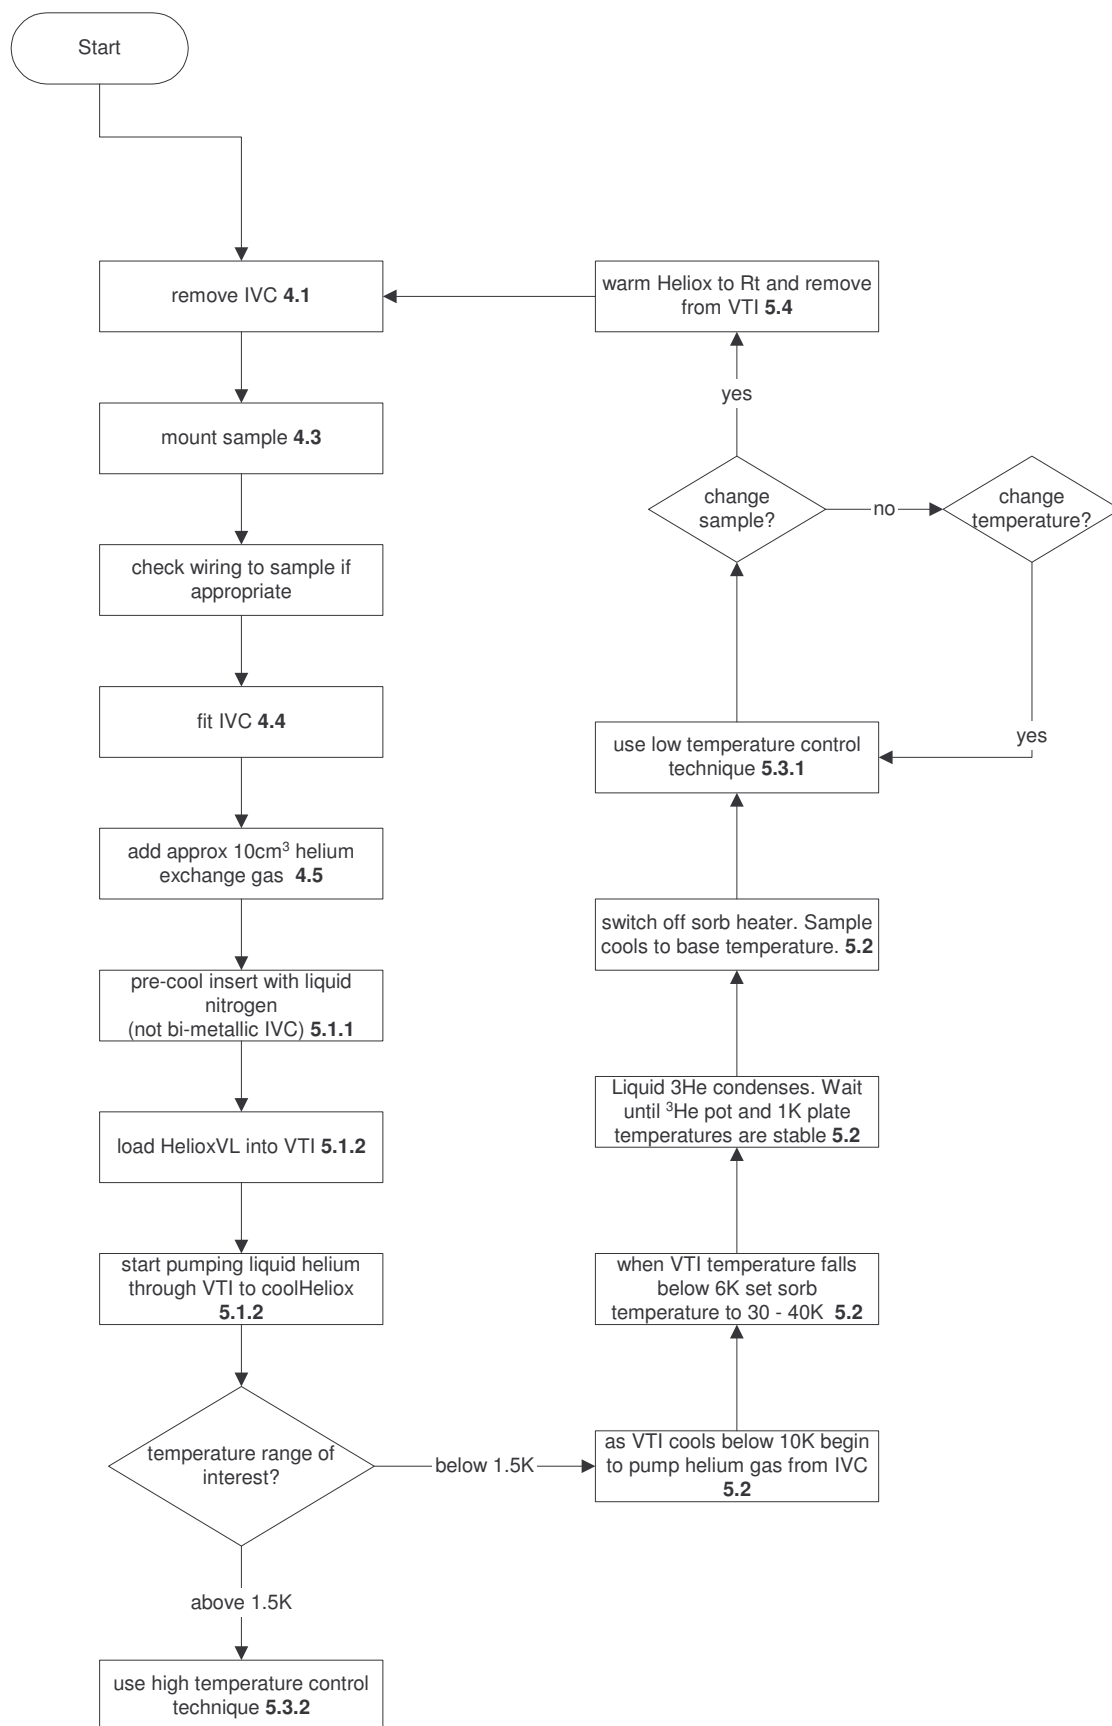 Start
remove IVC 4.1
mount sample 4.3
check wiring to sample if
appropriate
fit IVC 4.4
add approx 10cm³ helium
exchange gas 4.5
pre-cool insert with liquid
nitrogen
(not bi-metallic IVC) 5.1.1
load HelioxVL into VTI 5.1.2
start pumping liquid helium
through VTI to coolHeliox
5.1.2
temperature range of
interest?
above 1.5K
use high temperature control
technique 5.3.2
below 1.5K
as VTI cools below 10K begin
to pump helium gas from IVC
5.2
when VTI temperature falls
below 6K set sorb
temperature to 30 - 40K 5.2
Liquid 3He condenses. Wait
until ³He pot and 1K plate
temperatures are stable 5.2
switch off sorb heater. Sample
cools to base temperature. 5.2
use low temperature control
technique 5.3.1
change
sample?
no
change
temperature?
yes
yes
warm Heliox to Rt and remove
from VTI 5.4